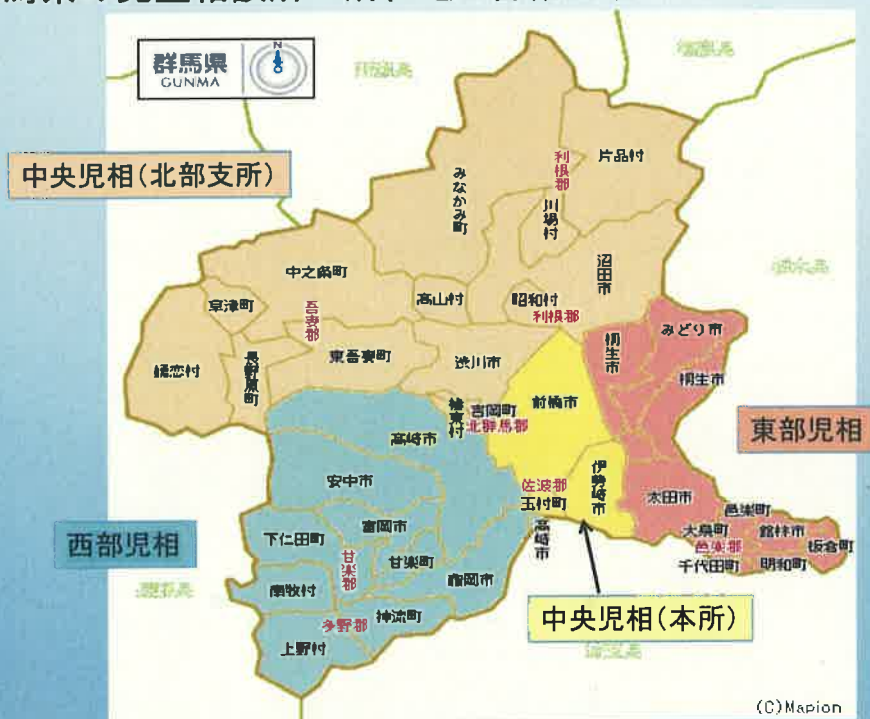 群馬県
GUNMA
N
中央児相(北部支所)
みなかみ町
利根郡
片品村
川場村
沼田市
中之条町
草津町
吾妻郡
高山村
昭和村
利根郡
嬬恋村
長野原町
東吾妻町
渋川市
桐生市
みどり市
桐生市
榛東村
吉岡町
北群馬郡
前橋市
高崎市
東部児相
安中市
佐波郡
玉村町
伊勢崎市
太田市
邑楽町
西部児相
下仁田町
富岡市
高崎市
大泉町
館林市
邑楽郡
板倉町
甘楽郡
甘楽町
千代田町
明和町
南牧村
藤岡市
神流町
多野郡
上野村
中央児相(本所)
(C)Mapion